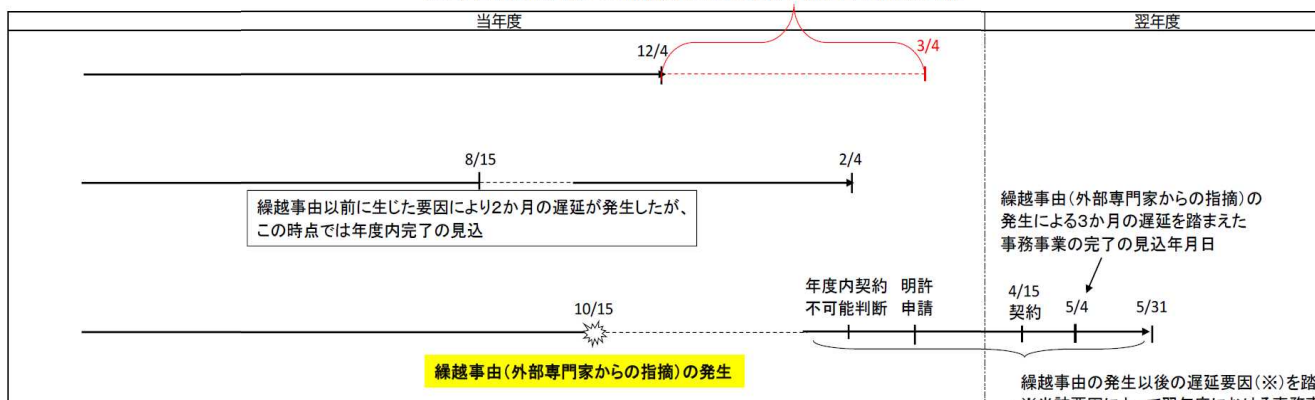 当年度
翌年度
12/4
3/4
8/15
2/4
繰越事由以前に生じた要因により2か月の遅延が発生したが、
この時点では年度内完了の見込
繰越事由(外部専門家からの指摘)の
発生による3か月の遅延を踏まえた
事務事業の完了の見込年月日
10/15
年度内契約
不可能判断
明許
申請
4/15
契約
5/4
5/31
繰越事由(外部専門家からの指摘)の発生
繰越事由の発生以後の遅延要因(※)を踏